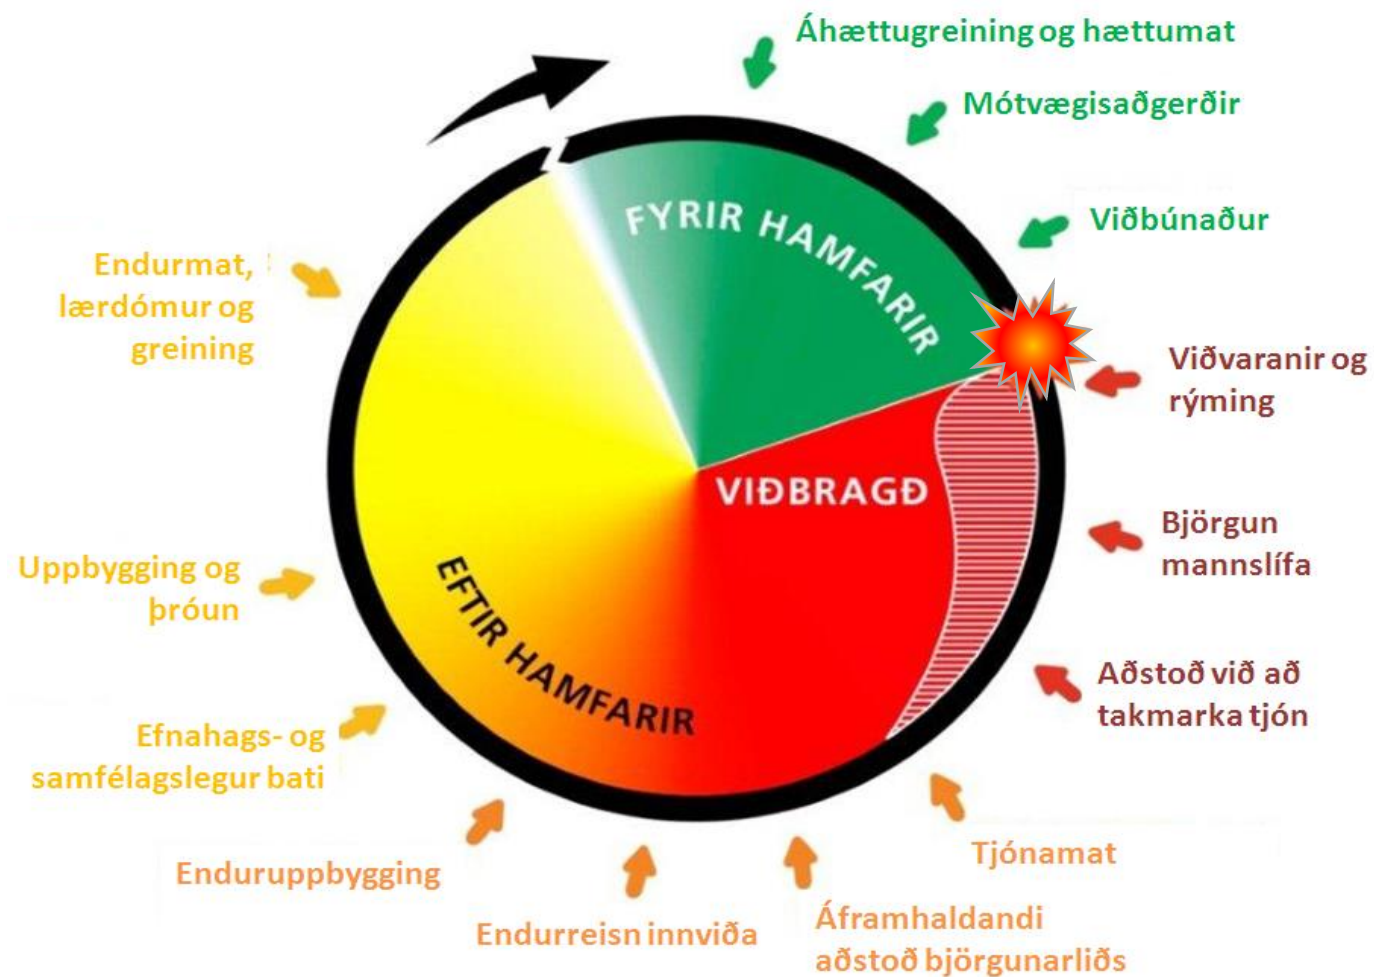 Áhættugreining og hættumat
Mótvægisaðgerðir
Viðbúnaður
FYRIR HAMFARIR
Viðvaranir og
rýming
VIÐBRAGÐ
Björgun
mannslífa
Aðstoð við að
takmarka tjón
Tjónamat
Áframhaldandi
aðstoð björgunarliðs
Endurreisn innviða
Enduruppbygging
EFTIR HAMFARIR
Efnahags- og
samfélagslegur bati
Uppbygging og
þróun
Endurmat,
lærdómur og
greining